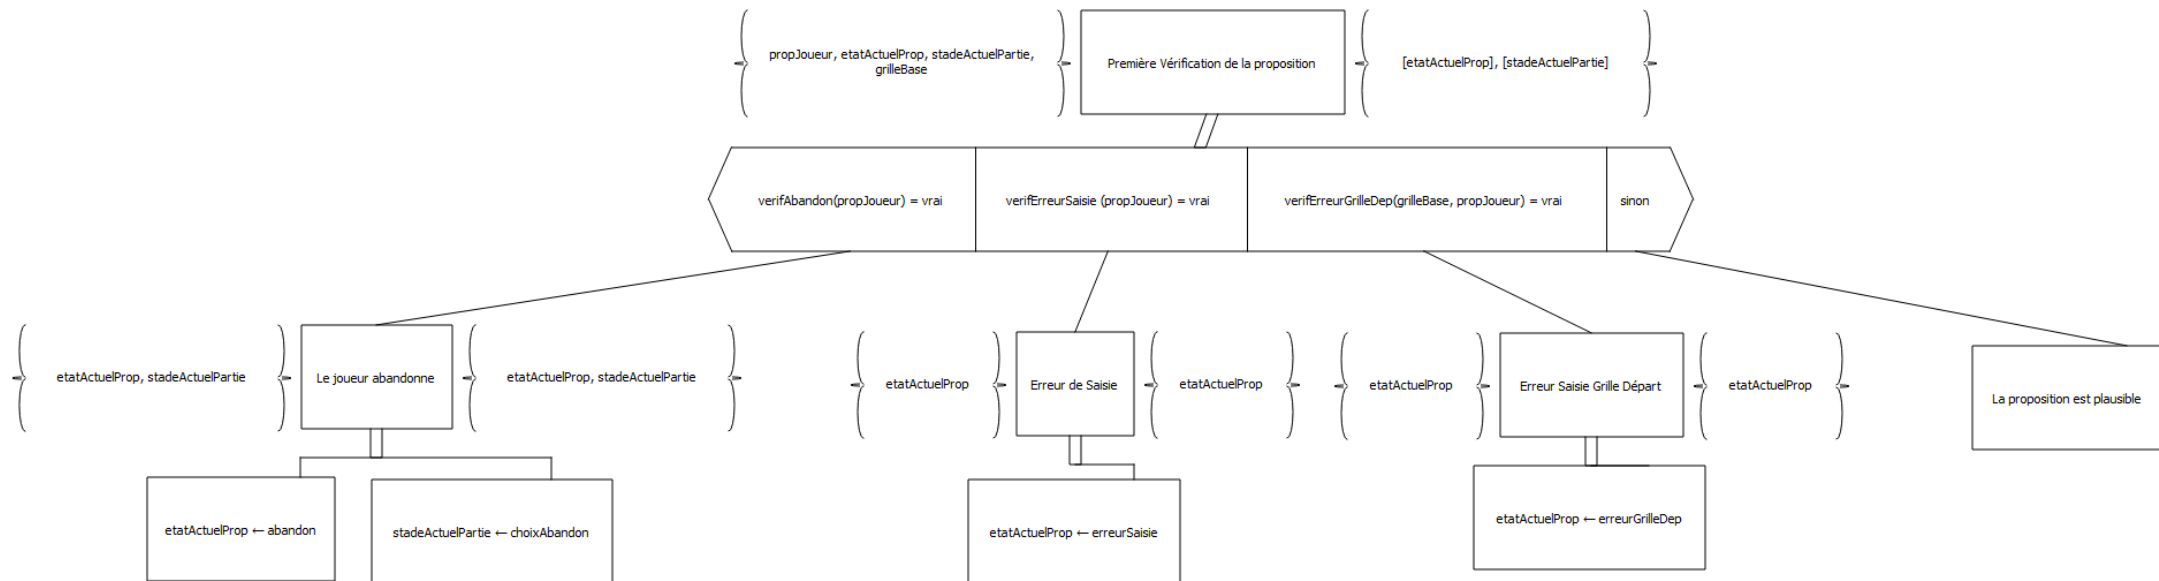 propJoueur, etatActuelProp, stadeActuelPartie,
grilleBase
Première Vérification de la proposition
[etatActuelProp], [stadeActuelPartie]
verifAbandon(propJoueur) = vrai
verifErreurSaisie (propJoueur) = vrai
verifErreurGrilleDep(grilleBase, propJoueur) = vrai
sinon
etatActuelProp, stadeActuelPartie
Le joueur abandonne
etatActuelProp, stadeActuelPartie
etatActuelProp
Erreur de Saisie
etatActuelProp
etatActuelProp
Erreur Saisie Grille Départ
etatActuelProp
La proposition est plausible
etatActuelProp ← abandon
stadeActuelPartie ← choixAbandon
etatActuelProp ← erreurSaisie
etatActuelProp ← erreurGrilleDep